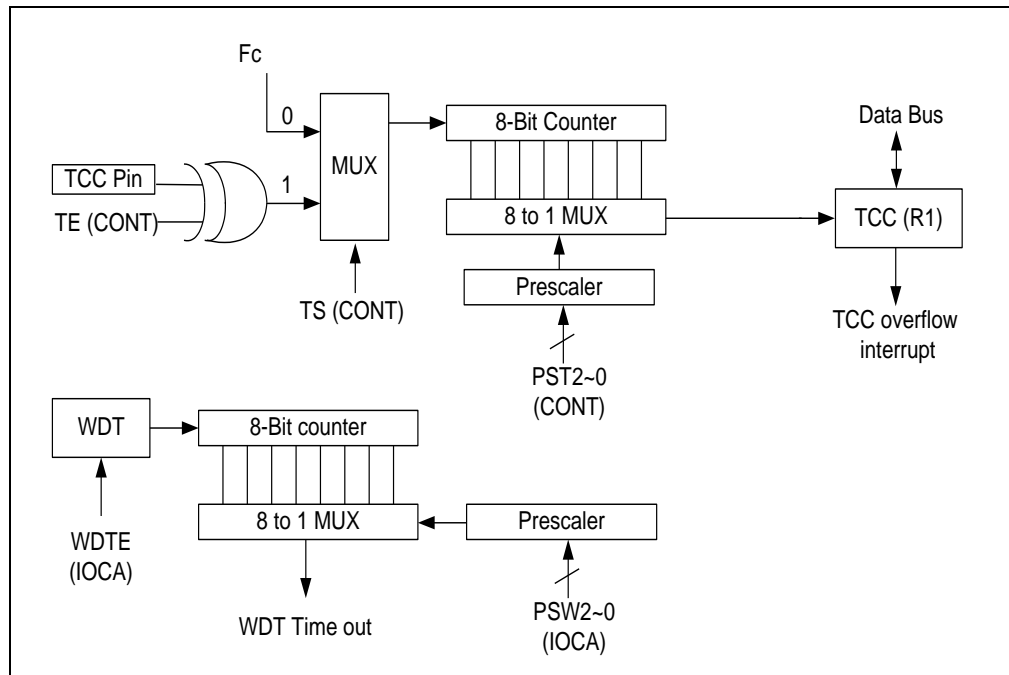 Fc
0
8-Bit Counter
Data Bus
TCC Pin
MUX
1
TE (CONT)
8 to 1 MUX
TCC (R1)
Prescaler
TS (CONT)
TCC overflow
interrupt
PST2~0
(CONT)
WDT
8-Bit counter
8 to 1 MUX
Prescaler
WDTE
(IOCA)
PSW2~0
(IOCA)
WDT Time out